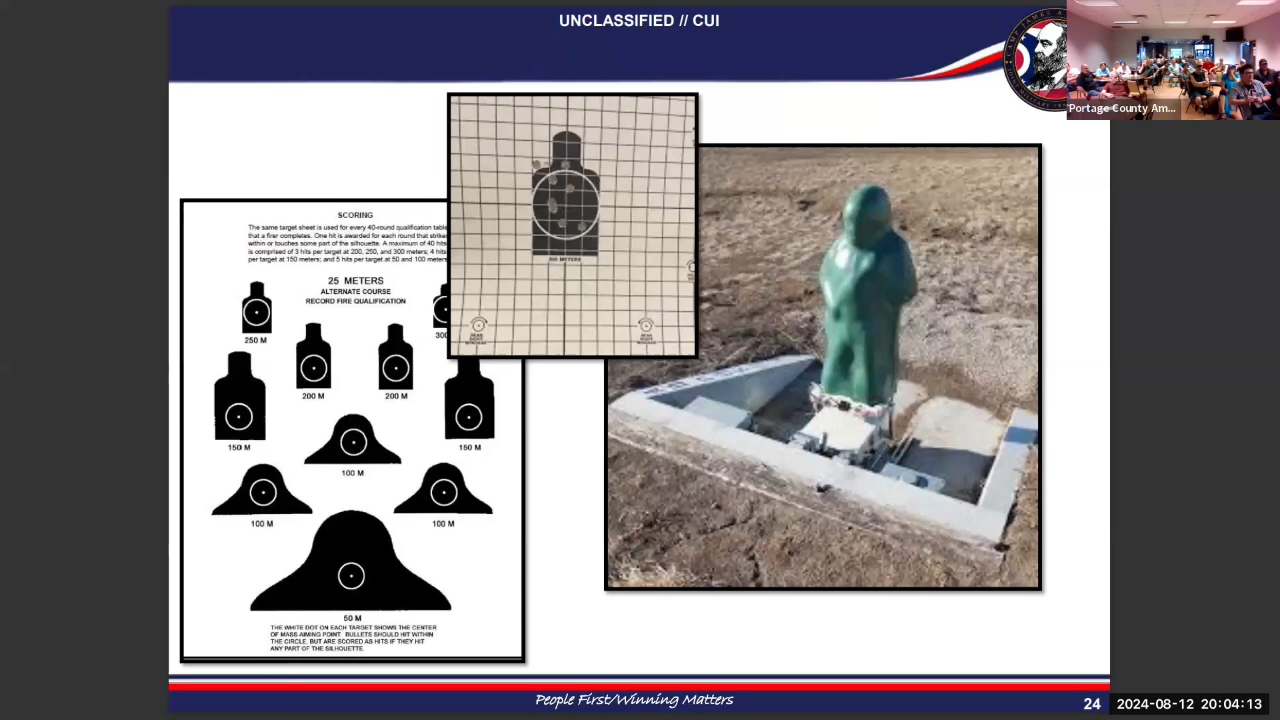 UNCLASSIFIED // CUI
Portage County Am...
SCORING
The same target sheet is used for every 40-round qualification table
that a firer completes. One hit is awarded for each round that strikes
within or touches some part of the silhouette. A maximum of 40 hits
is comprised of 3 hits per target at 200, 250, and 300 meters; 4 hits
per target at 150 meters; and 5 hits per target at 50 and 100 meters
25 METERS
ALTERNATE COURSE
RECORD FIRE QUALIFICATION
250 M
300
200 M
200 M
150 M
150 M
100 M
100 M
100 M
50 M
THE WHITE DOT ON EACH TARGET SHOWS THE CENTER
OF MASS AIMING POINT. BULLETS SHOULD HIT WITHIN
THE CIRCLE, BUT ARE SCORED AS HITS IF THEY HIT
ANY PART OF THE SILHOUETTE.
300 METERS
People First/Winning Matters
24
2024-08-12 20:04:13